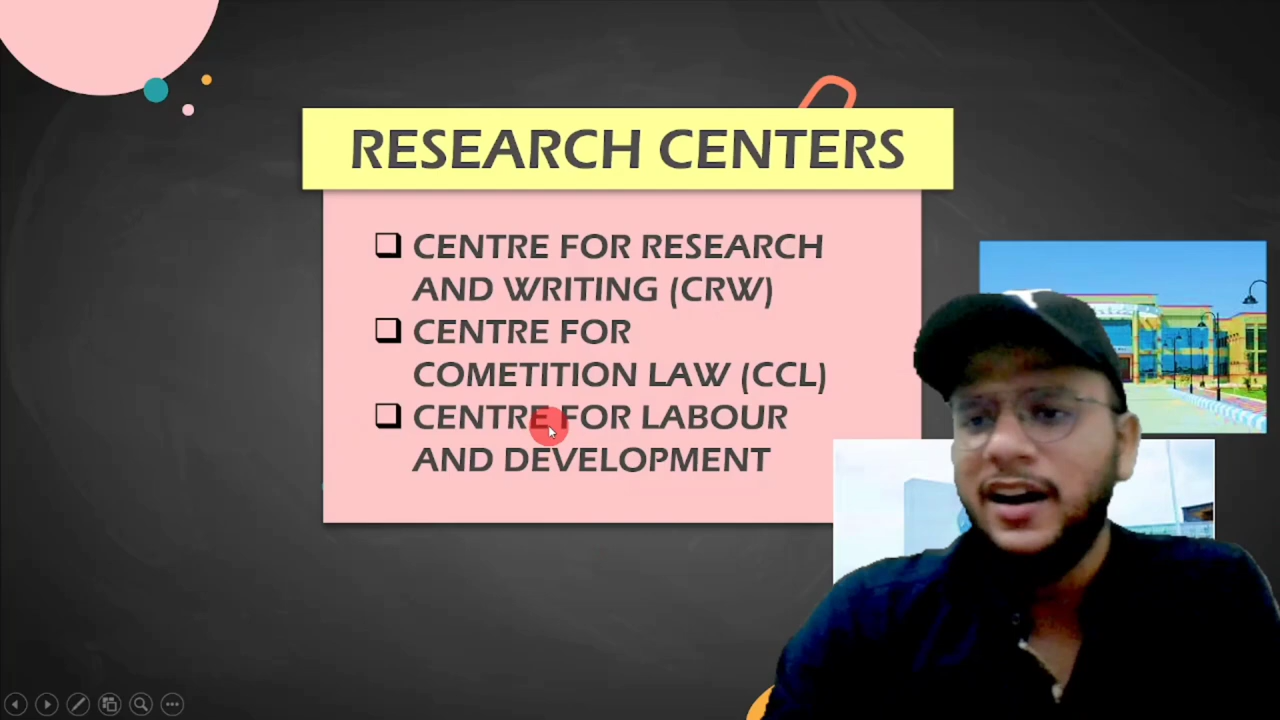 RESEARCH CENTERS
CENTRE FOR RESEARCH
AND WRITING (CRW)
CENTRE FOR
COMETITION LAW (CCL)
CENTRE FOR LABOUR
AND DEVELOPMENT